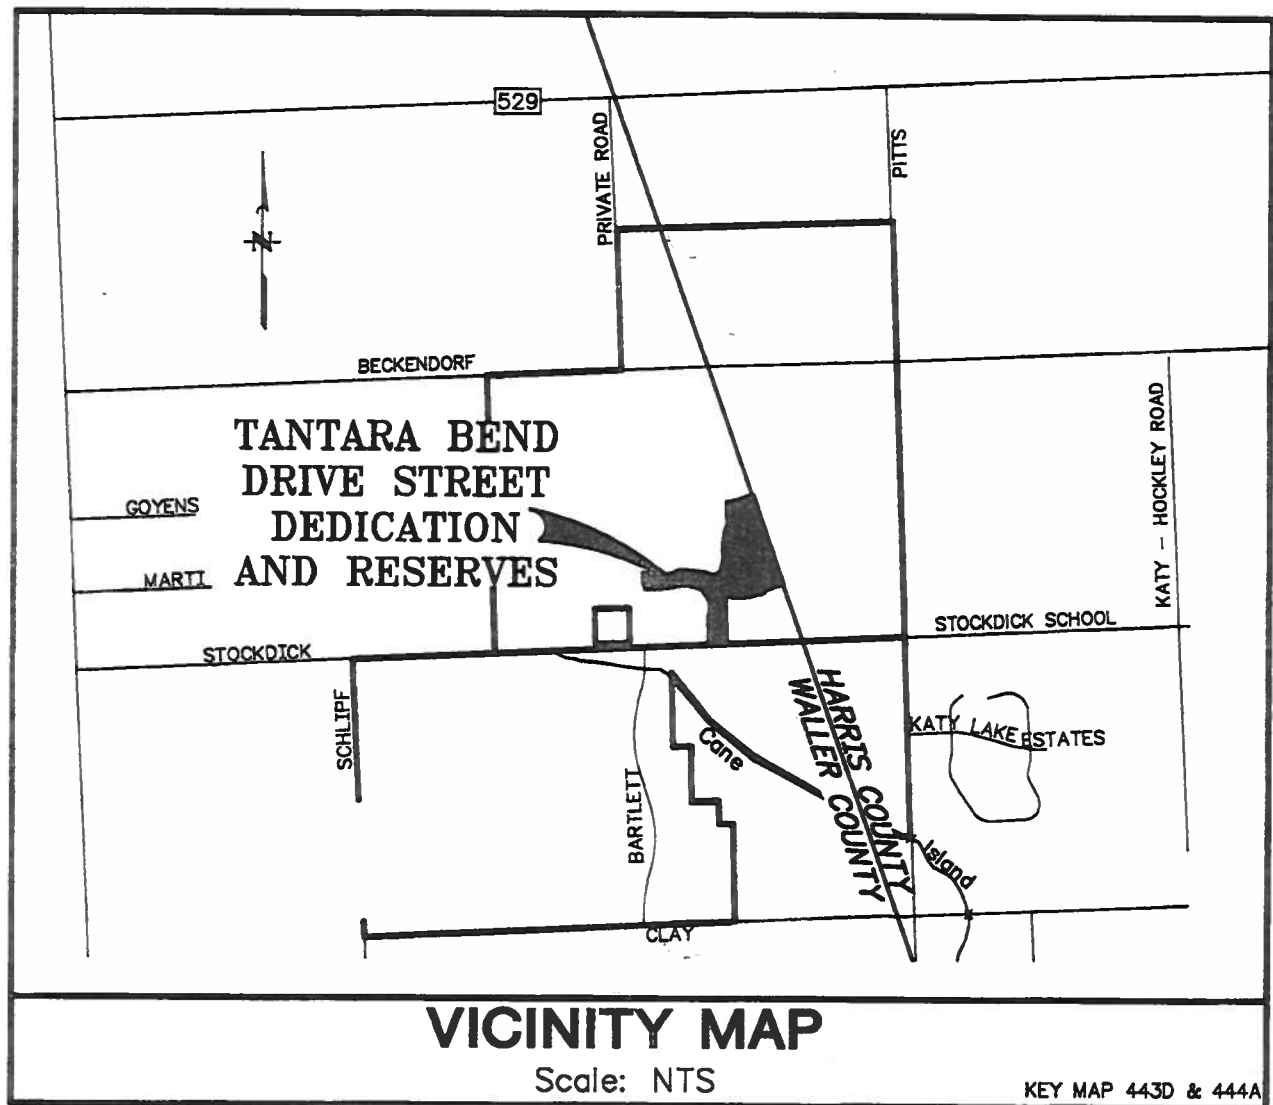 529
PRIVATE ROAD
PITTS
N
BECKENDORF
KATY - HOCKLEY ROAD
TANTARA BEND
DRIVE STREET
DEDICATION
AND RESERVES
GOYENS
MARTI
STOCKDICK
STOCKDICK SCHOOL
SCHLIPF
BARTLETT
Cane
HARRIS COUNTY
WALLER COUNTY
KATY LAKE ESTATES
Island
CLAY
VICINITY MAP
Scale: NTS
KEY MAP 443D & 444A